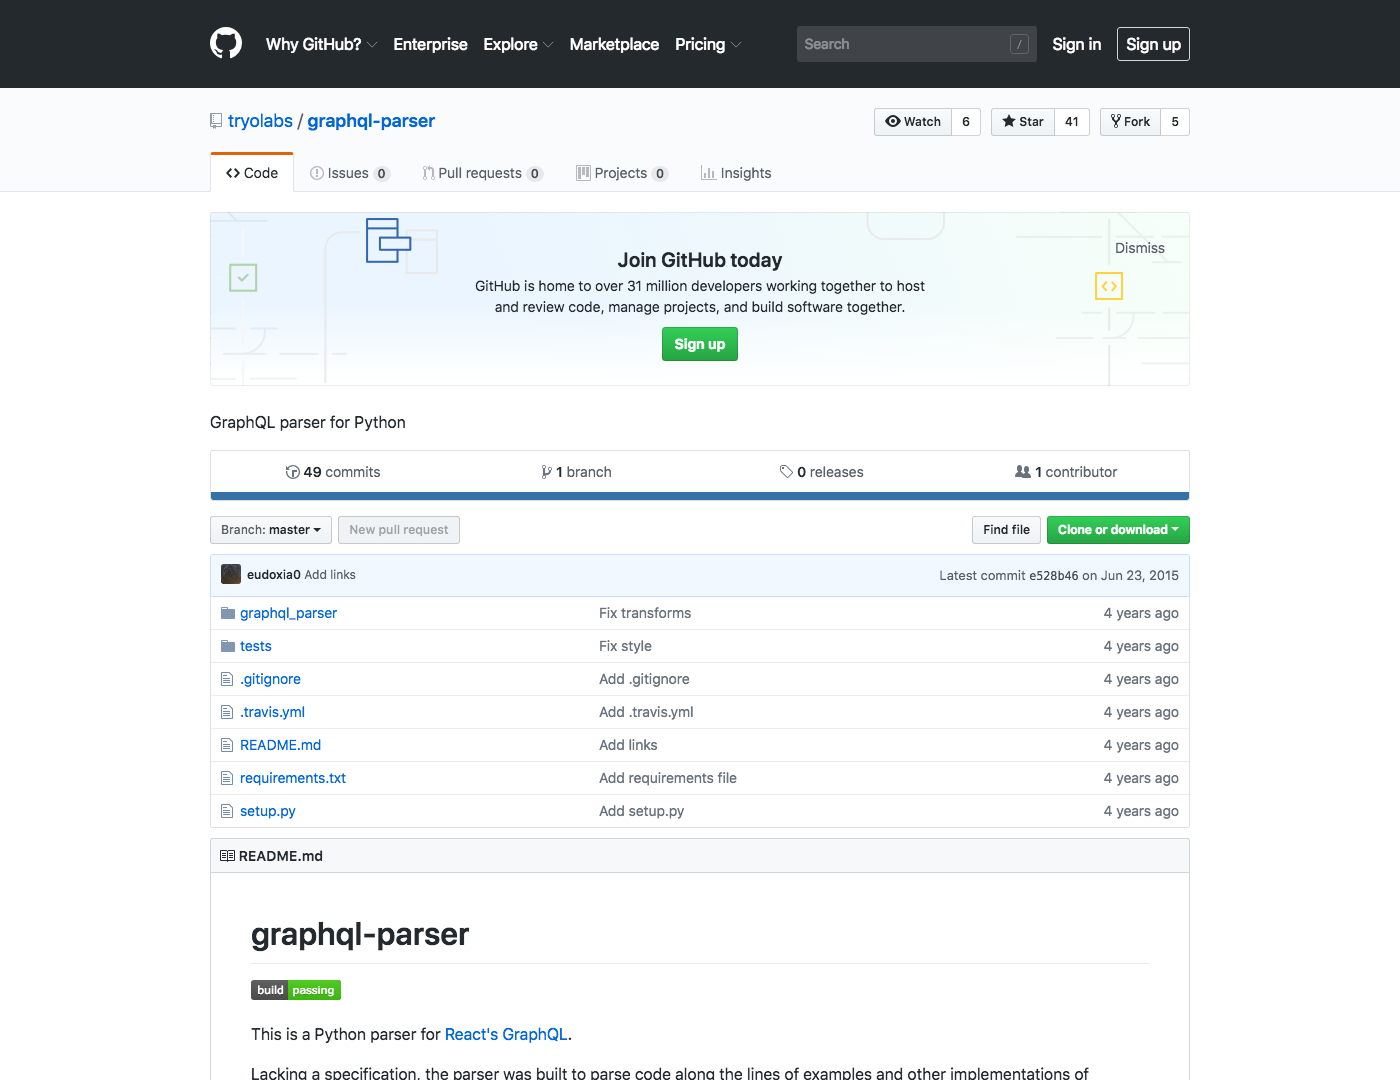 Why GitHub? Enterprise Explore Marketplace Pricing Search / Sign in Sign up
tryolabs / graphql-parser Watch 6 Star 41 Fork 5
Code Issues 0 Pull requests 0 Projects 0 Insights
Dismiss
Join GitHub today
GitHub is home to over 31 million developers working together to host
and review code, manage projects, and build software together.
Sign up
GraphQL parser for Python
49 commits 1 branch 0 releases 1 contributor
Branch: master New pull request Find file Clone or download
eudoxia0 Add links Latest commit e528b46 on Jun 23, 2015
graphql_parser Fix transforms 4 years ago
tests Fix style 4 years ago
.gitignore Add .gitignore 4 years ago
.travis.yml Add .travis.yml 4 years ago
README.md Add links 4 years ago
requirements.txt Add requirements file 4 years ago
setup.py Add setup.py 4 years ago
README.md
graphql-parser
build passing
This is a Python parser for React's GraphQL.
Lacking a specification, the parser was built to parse code along the lines of examples and other implementations of